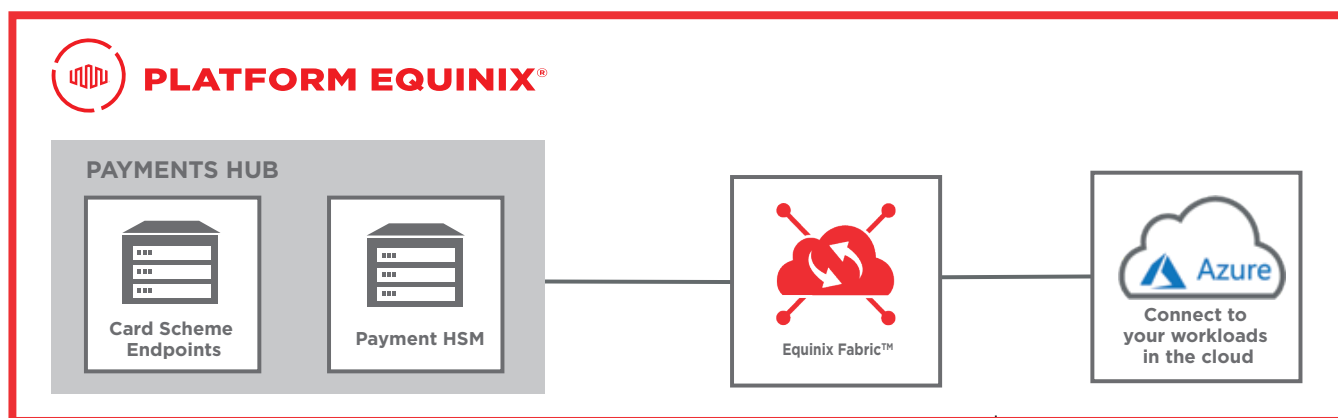 PLATFORM EQUINIX®
PAYMENTS HUB
Card Scheme
Endpoints
Payment HSM
Equinix Fabric™
Azure
Connect to
your workloads
in the cloud